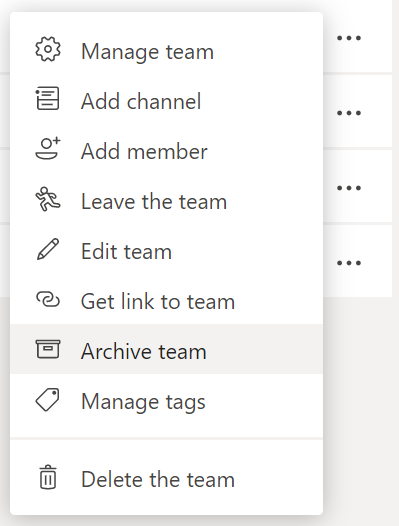 Manage team
Add channel
Add member
Leave the team
Edit team
Get link to team
Archive team
Manage tags
Delete the team